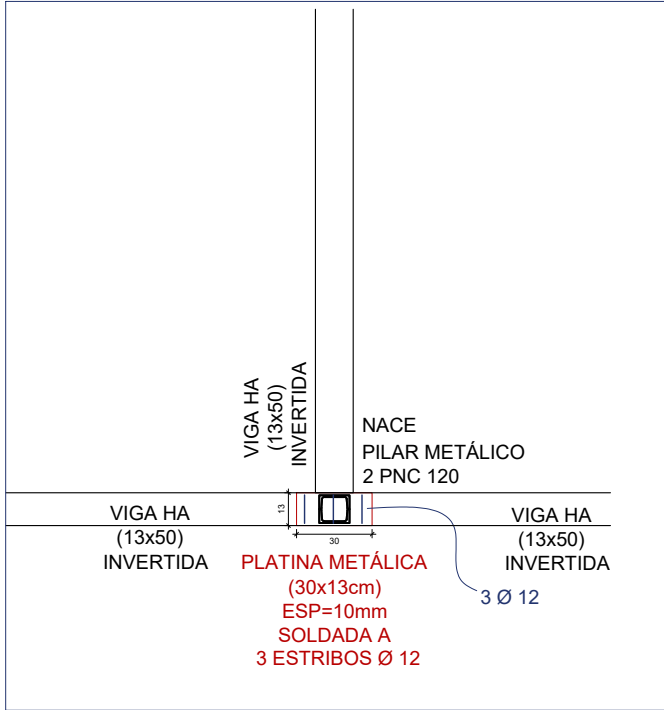 VIGA HA
(13x50)
INVERTIDA
NACE
PILAR METÁLICO
2 PNC 120
VIGA HA
(13x50)
INVERTIDA
13
30
PLATINA METÁLICA
(30x13cm)
ESP=10mm
SOLDADA A
3 ESTRIBOS Ø 12
3 Ø 12
VIGA HA
(13x50)
INVERTIDA